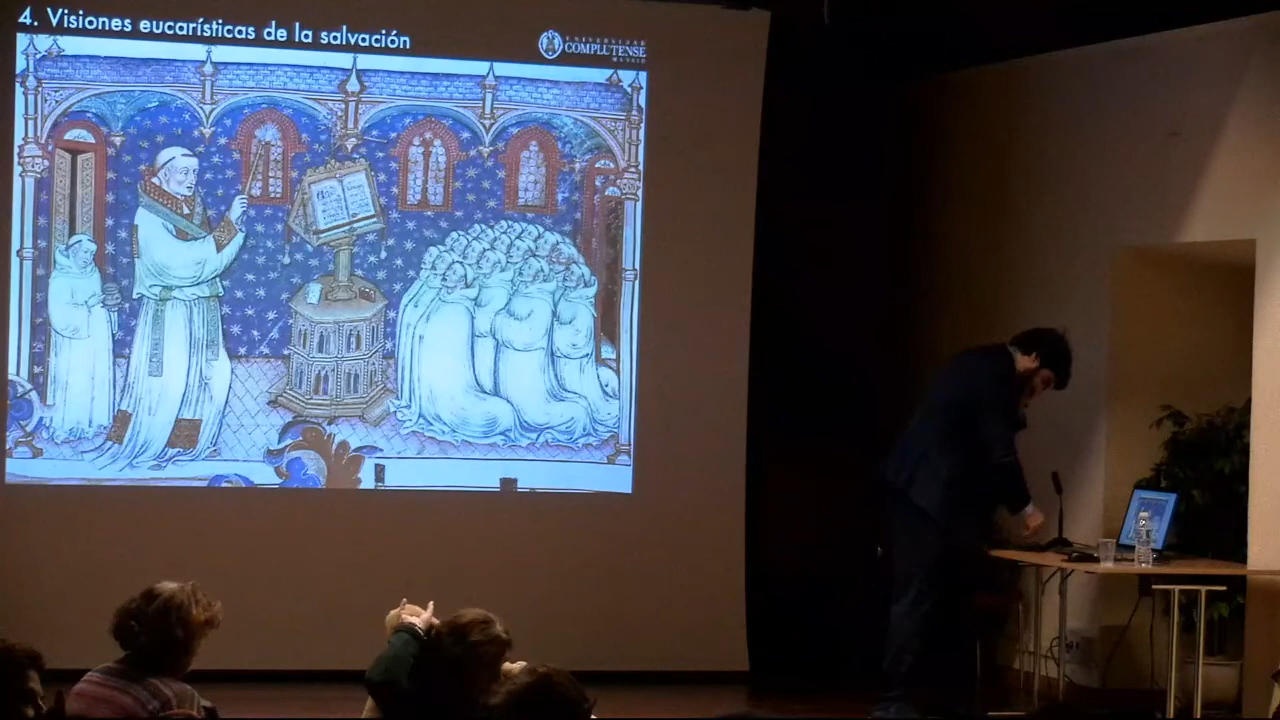 4. Visiones eucarísticas de la salvación
UNIVERSIDAD
COMPLUTENSE
MADRID